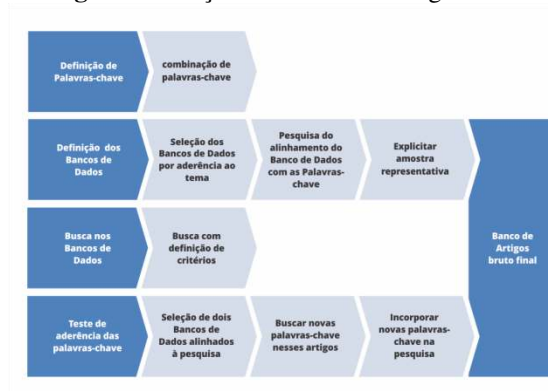 Definição de
Palavras-chave
combinação de
palavras-chave
Definição dos
Bancos de
Dados
Seleção dos
Bancos de Dados
por aderência ao
tema
Pesquisa do
alinhamento do
Banco de Dados
com as Palavras-
chave
Explicitar
amostra
representativa
Busca nos
Bancos de
Dados
Busca com
definição de
critérios
Banco de
Artigos
bruto final
Teste de
aderência das
palavras-chave
Seleção de dois
Bancos de
Dados alinhados
à pesquisa
Buscar novas
palavras-chave
nesses artigos
Incorporar
novas palavras-
chave na
pesquisa